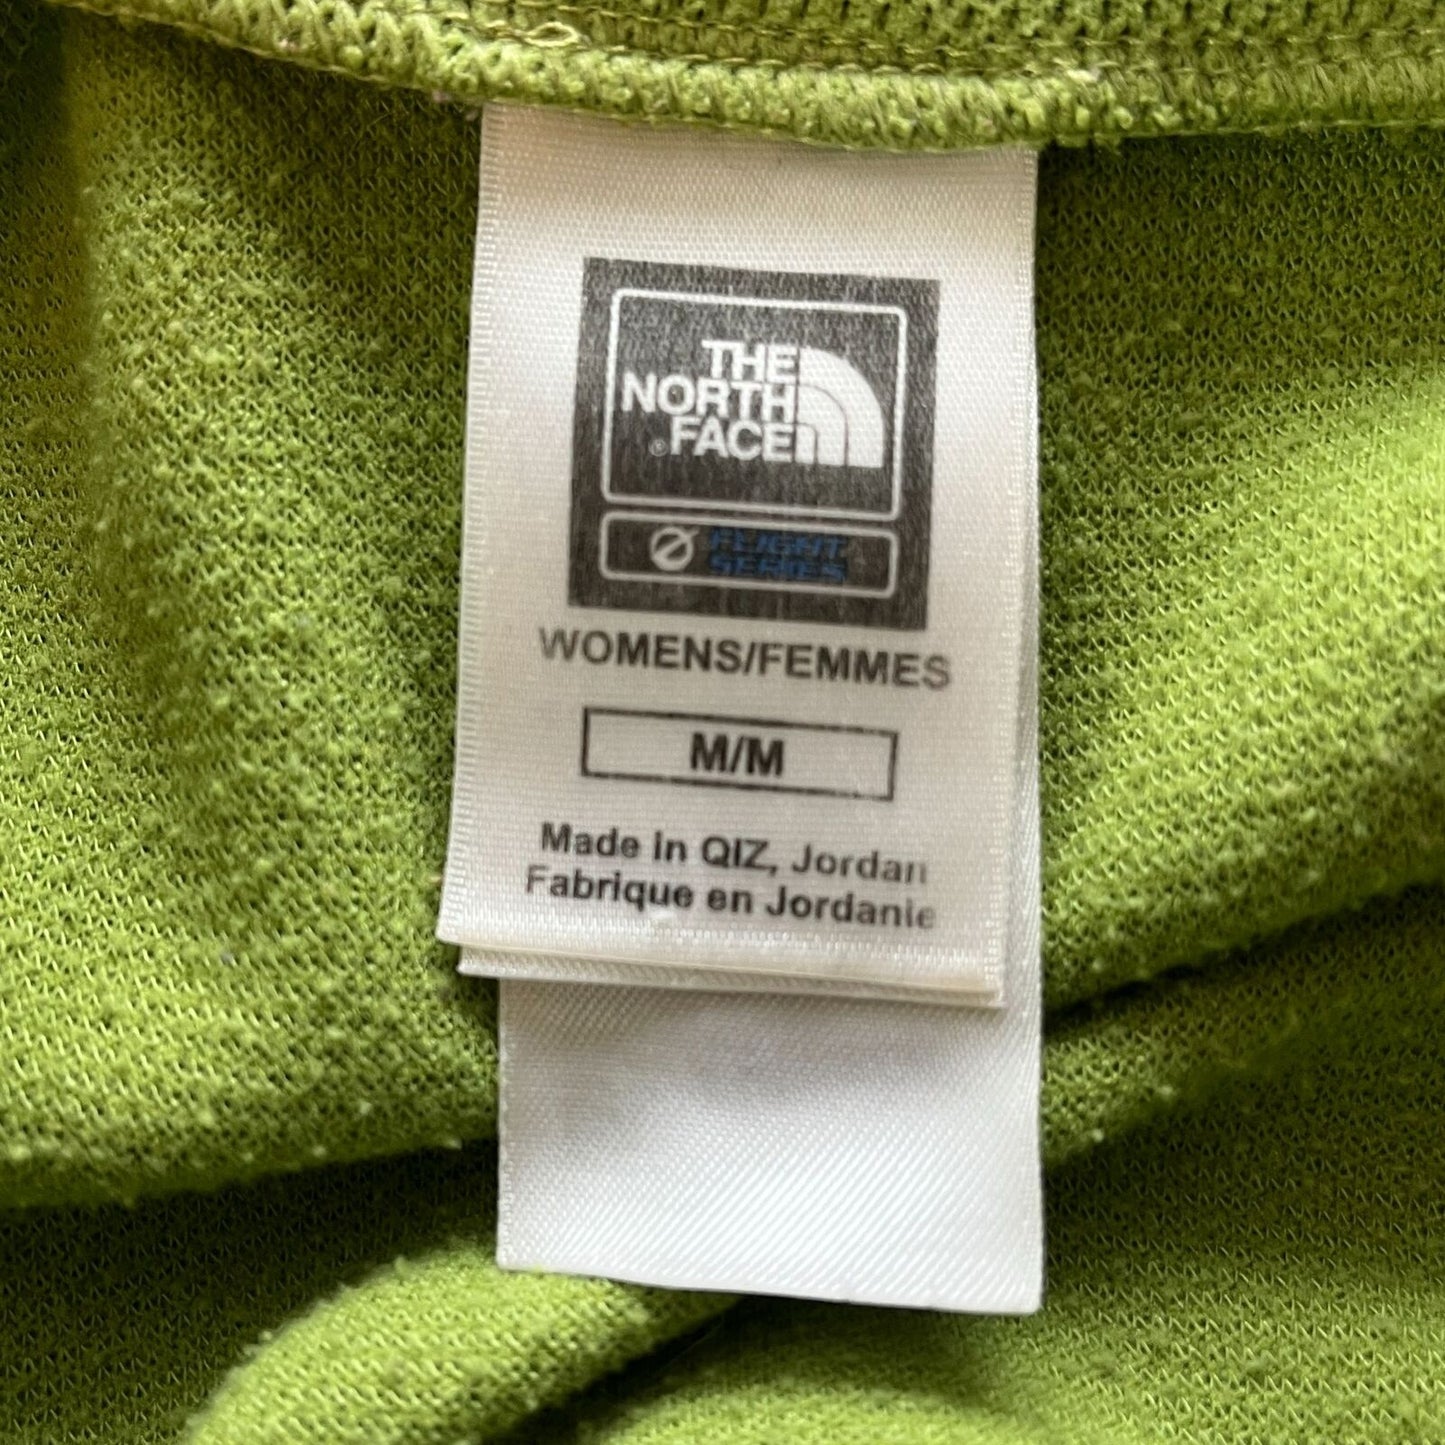 THE
NORTH
FACE®
FLIGHT
SERIES
WOMENS/FEMMES
M/M
Made In QIZ, Jordan
Fabrique en Jordanie